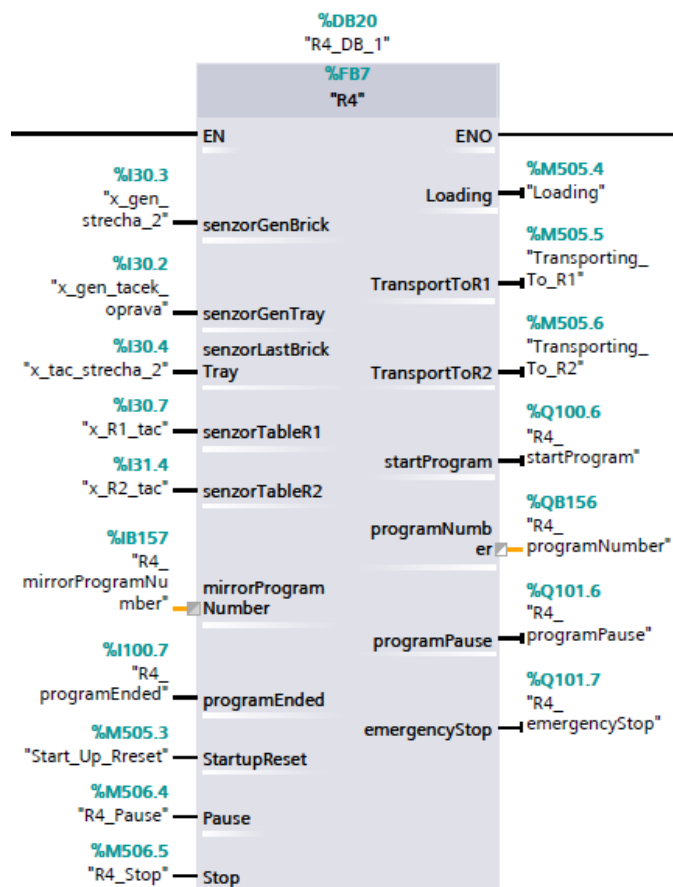 %DB20
"R4_DB_1"
%FB7
"R4"
EN
ENO
%I30.3
"x_gen_
strecha_2"
senzorGenBrick
%I30.2
"x_gen_tacek_
oprava"
senzorGenTray
%I30.4
"x_tac_strecha_2"
senzorLastBrick
Tray
%I30.7
"x_R1_tac"
senzorTableR1
%I31.4
"x_R2_tac"
senzorTableR2
%IB157
"R4_
mirrorProgramNu
mber"
mirrorProgram
Number
%I100.7
"R4_
programEnded"
programEnded
%M505.3
"Start_Up_Rreset"
StartupReset
%M506.4
"R4_Pause"
Pause
%M506.5
"R4_Stop"
Stop
Loading
%M505.4
"Loading"
TransportToR1
%M505.5
"Transporting_
To_R1"
TransportToR2
%M505.6
"Transporting_
To_R2"
startProgram
%Q100.6
"R4_
startProgram"
programNumb
er
%QB156
"R4_
programNumber"
programPause
%Q101.6
"R4_
programPause"
emergencyStop
%Q101.7
"R4_
emergencyStop"